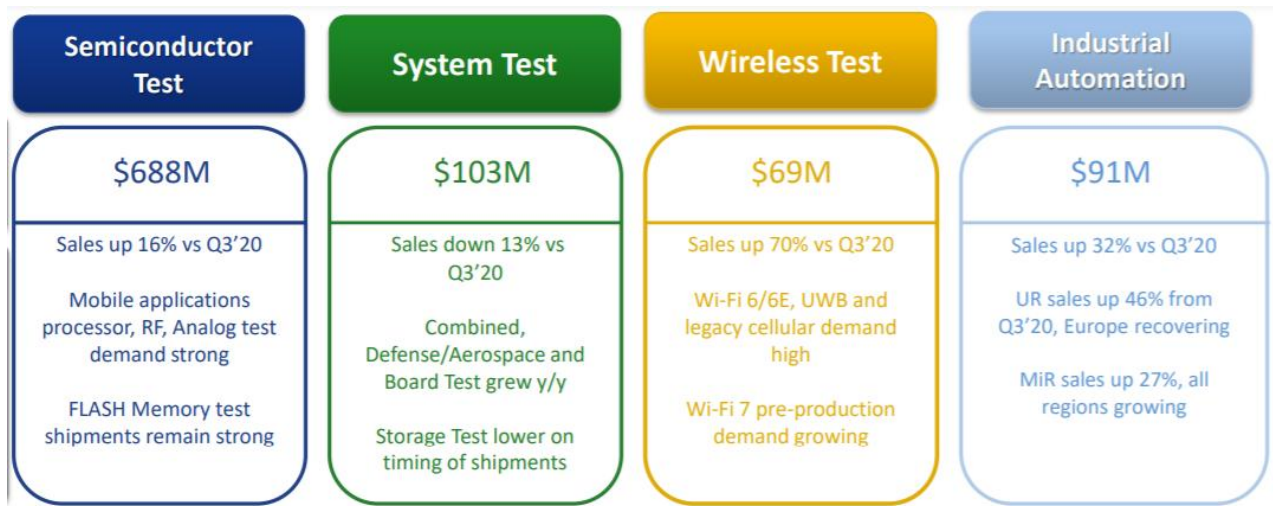 Semiconductor
Test
$688M
Sales up 16% vs Q3’20
Mobile applications
processor, RF, Analog test
demand strong
FLASH Memory test
shipments remain strong
System Test
$103M
Sales down 13% vs
Q3’20
Combined,
Defense/Aerospace and
Board Test grew y/y
Storage Test lower on
timing of shipments
Wireless Test
$69M
Sales up 70% vs Q3’20
Wi-Fi 6/6E, UWB and
legacy cellular demand
high
Wi-Fi 7 pre-production
demand growing
Industrial
Automation
$91M
Sales up 32% vs Q3’20
UR sales up 46% from
Q3’20, Europe recovering
MiR sales up 27%, all
regions growing